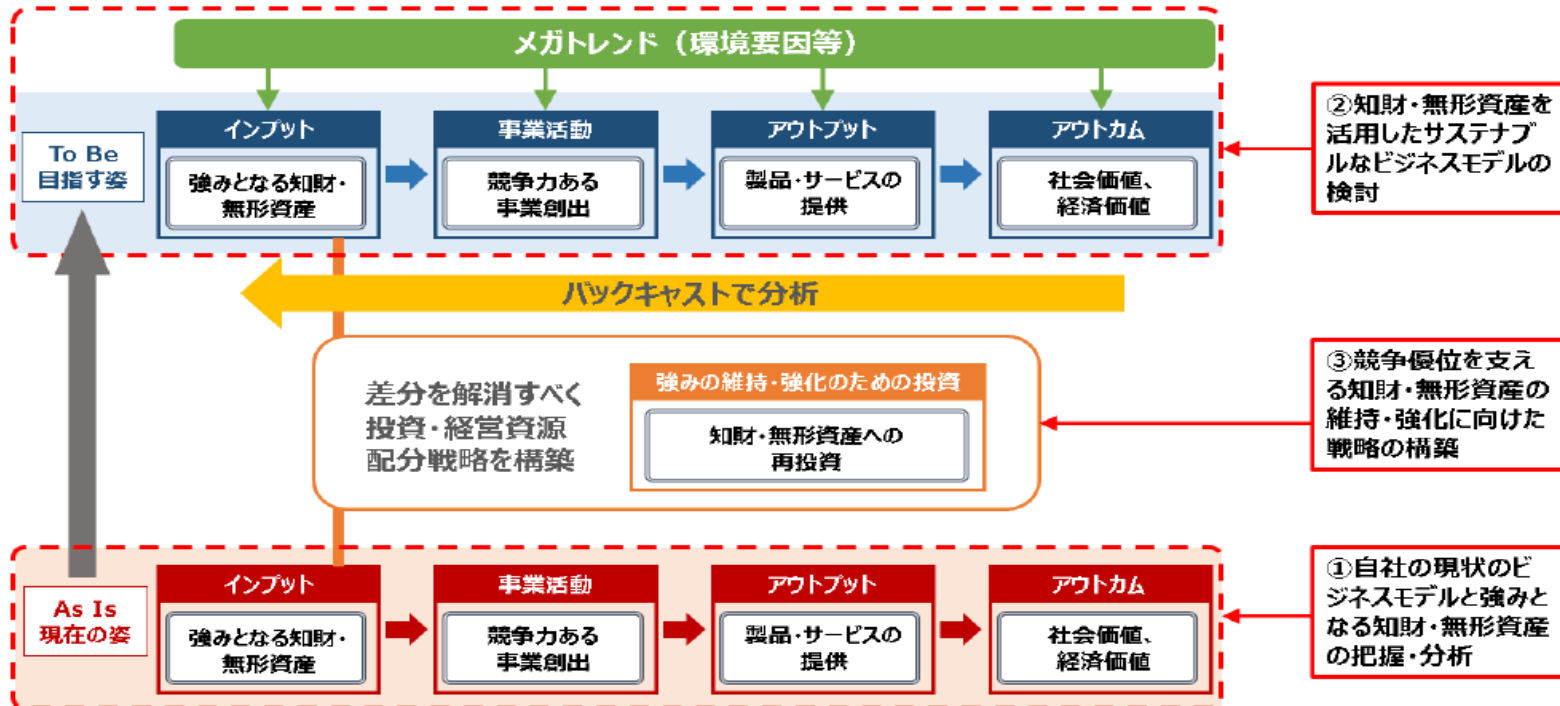 メガトレンド（環境要因等）
To Be
目指す姿
インプット
強みとなる知財・
無形資産
事業活動
競争力ある
事業創出
アウトプット
製品・サービスの
提供
アウトカム
社会価値、
経済価値
②知財・無形資産を
活用したサステナブ
ルなビジネスモデルの
検討
バックキャストで分析
差分を解消すべく
投資・経営資源
配分戦略を構築
強みの維持・強化のための投資
知財・無形資産への
再投資
③競争優位を支え
る知財・無形資産の
維持・強化に向けた
戦略の構築
As Is
現在の姿
インプット
強みとなる知財・
無形資産
事業活動
競争力ある
事業創出
アウトプット
製品・サービスの
提供
アウトカム
社会価値、
経済価値
①自社の現状のビ
ジネスモデルと強みと
なる知財・無形資産
の把握・分析